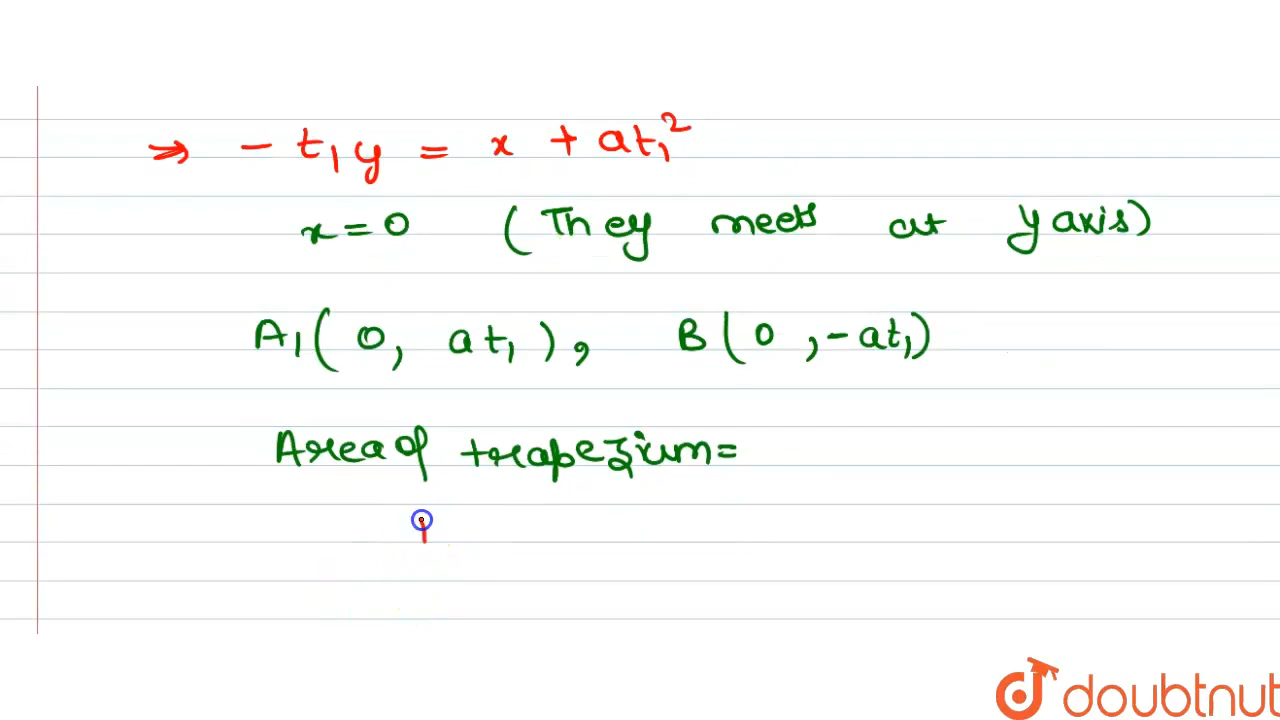 ⇒ - t₁y = x + at₁²
x = 0 (They meets at y axis)
A₁(0, at₁), B(0, -at₁)
Area of trapezium =
doubtnut